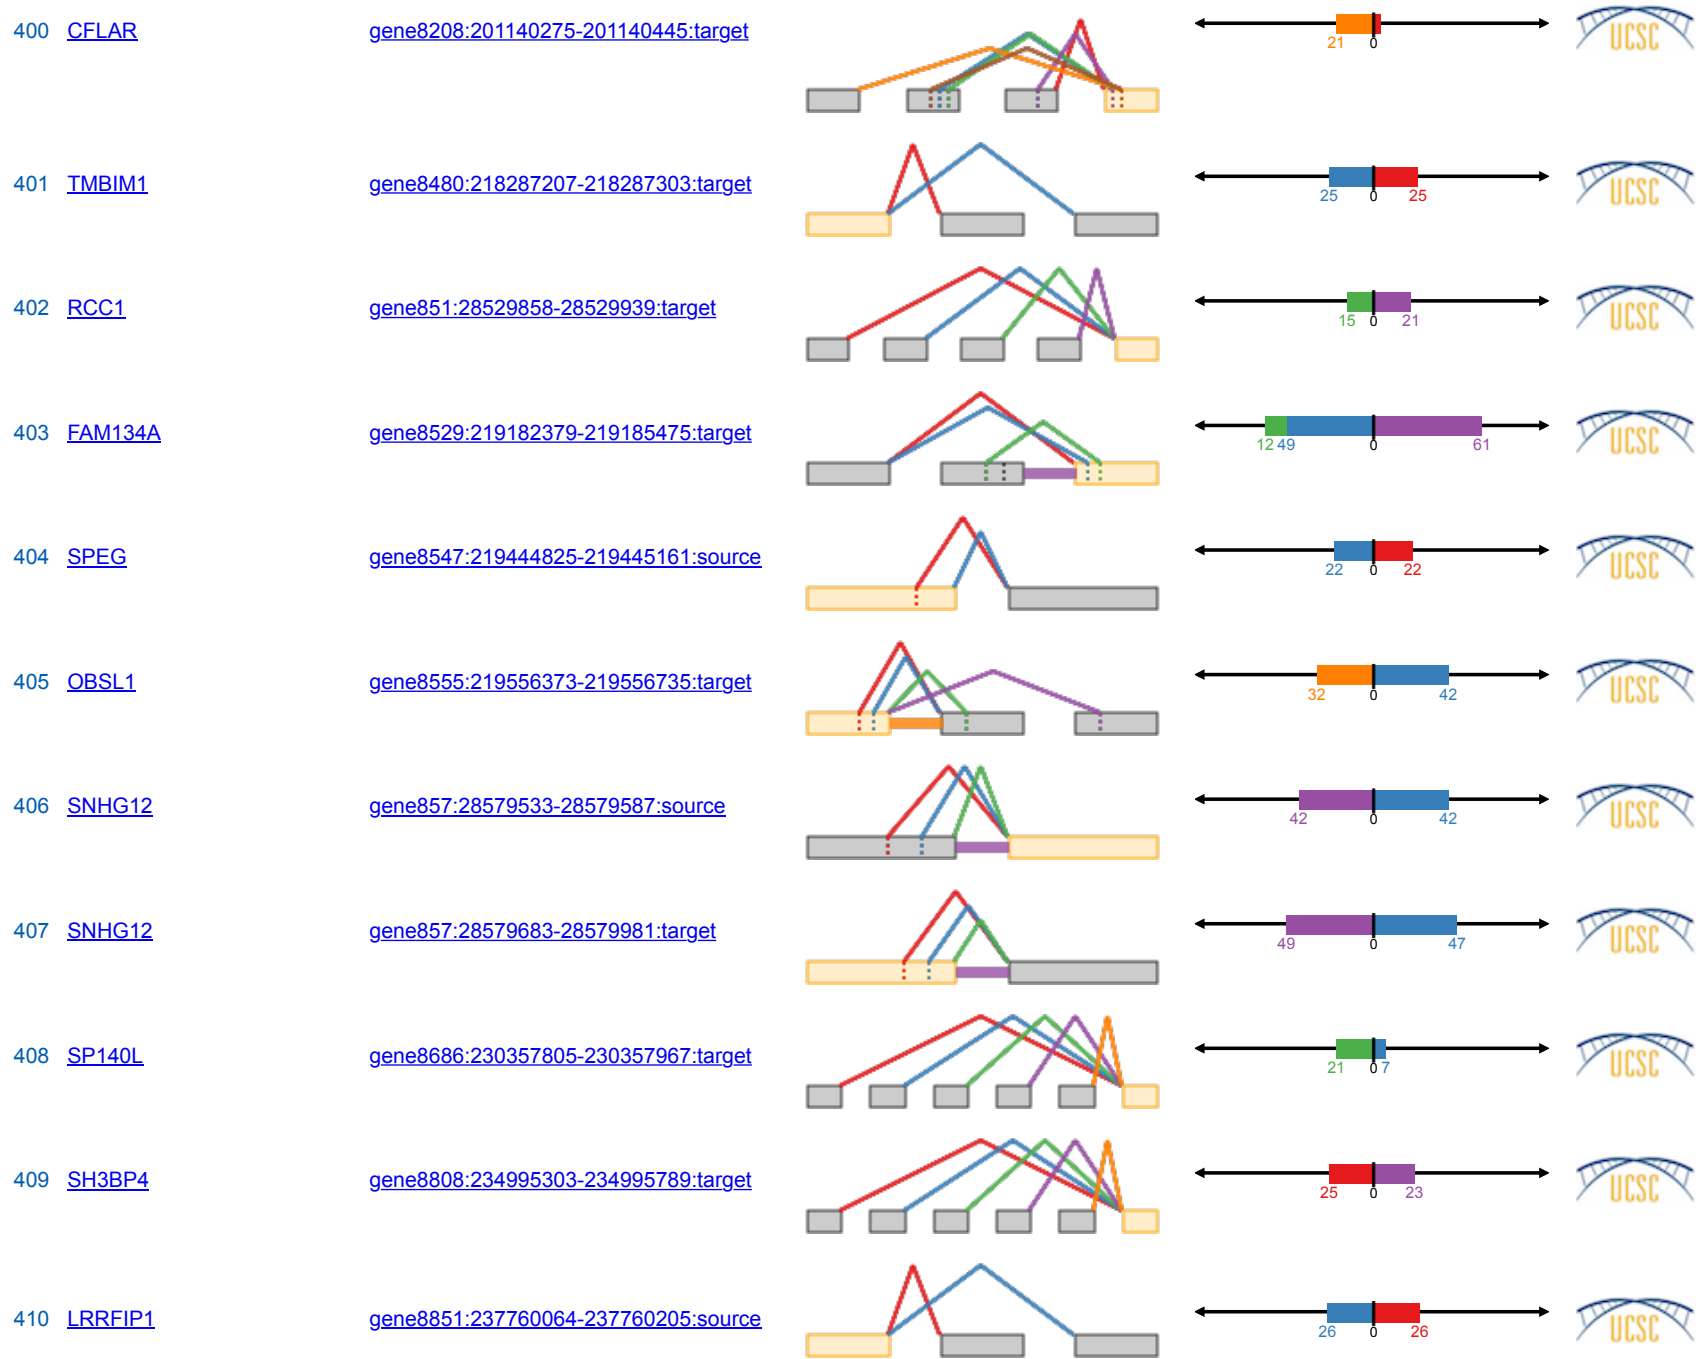 400 CFLAR gene8208:201140275-201140445:target 21 0 UCSC
401 TMBIM1 gene8480:218287207-218287303:target 25 0 25 UCSC
402 RCC1 gene851:28529858-28529939:target 15 0 21 UCSC
403 FAM134A gene8529:219182379-219185475:target 12 49 0 61 UCSC
404 SPEG gene8547:219444825-219445161:source 22 0 22 UCSC
405 OBSL1 gene8555:219556373-219556735:target 32 0 42 UCSC
406 SNHG12 gene857:28579533-28579587:source 42 0 42 UCSC
407 SNHG12 gene857:28579683-28579981:target 49 0 47 UCSC
408 SP140L gene8686:230357805-230357967:target 21 0 7 UCSC
409 SH3BP4 gene8808:234995303-234995789:target 25 0 23 UCSC
410 LRRFIP1 gene8851:237760064-237760205:source 26 0 26 UCSC